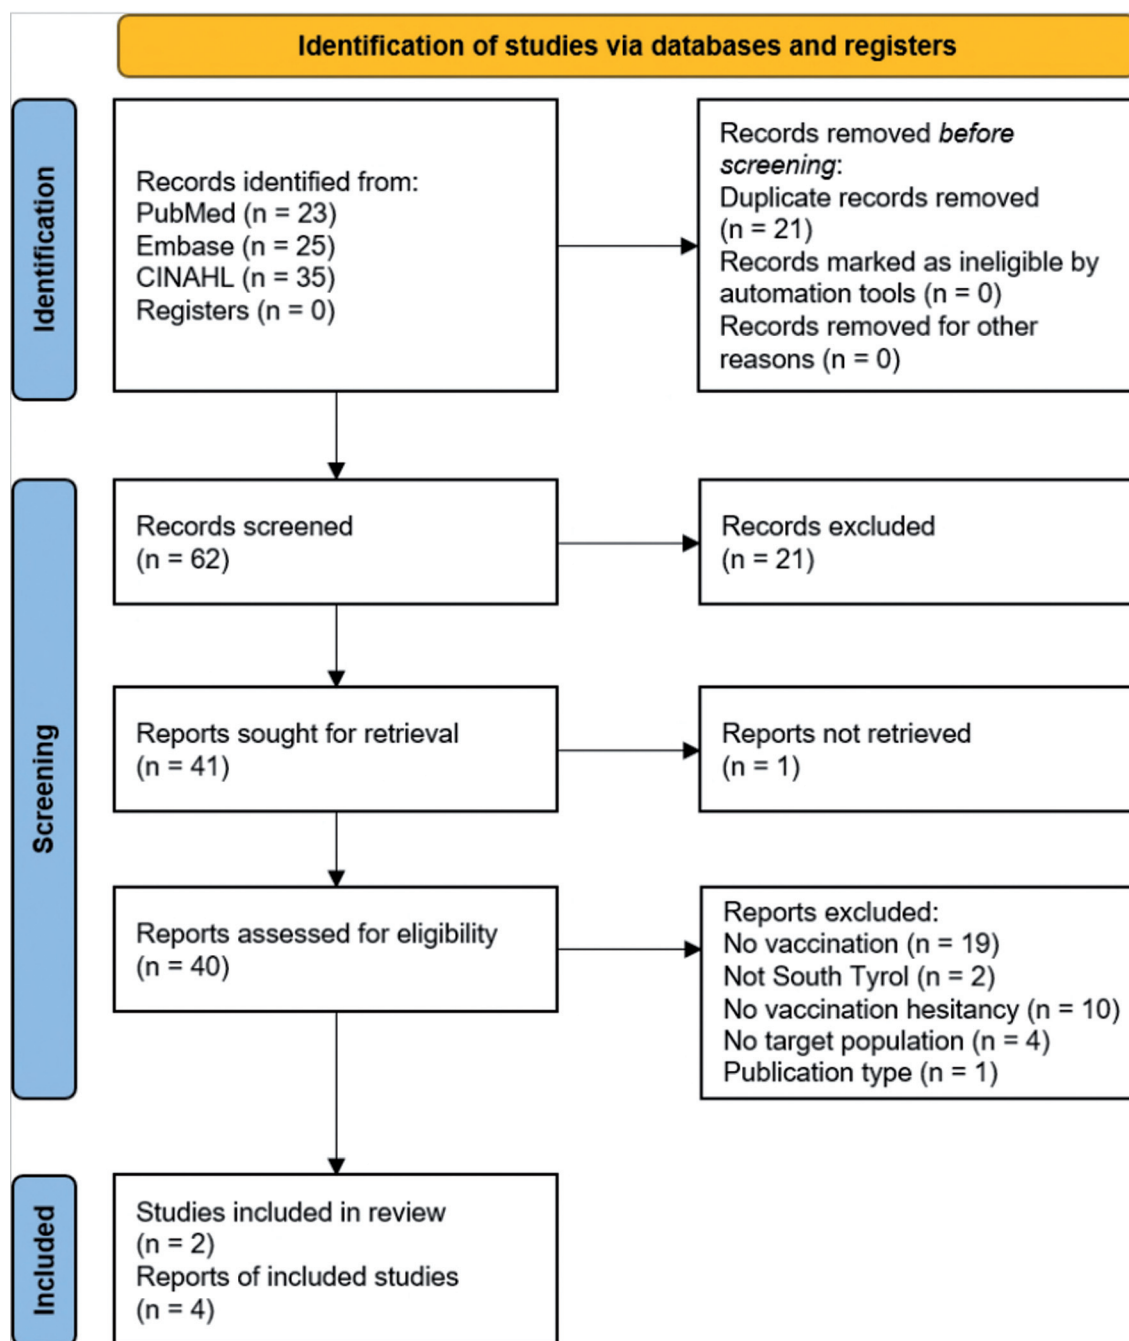 Identification of studies via databases and registers
Identification
Records identified from:
PubMed (n = 23)
Embase (n = 25)
CINAHL (n = 35)
Registers (n = 0)
Records removed before
screening:
Duplicate records removed
(n = 21)
Records marked as ineligible by
automation tools (n = 0)
Records removed for other
reasons (n = 0)
Screening
Records screened
(n = 62)
Records excluded
(n = 21)
Reports sought for retrieval
(n = 41)
Reports not retrieved
(n = 1)
Reports assessed for eligibility
(n = 40)
Reports excluded:
No vaccination (n = 19)
Not South Tyrol (n = 2)
No vaccination hesitancy (n = 10)
No target population (n = 4)
Publication type (n = 1)
Included
Studies included in review
(n = 2)
Reports of included studies
(n = 4)